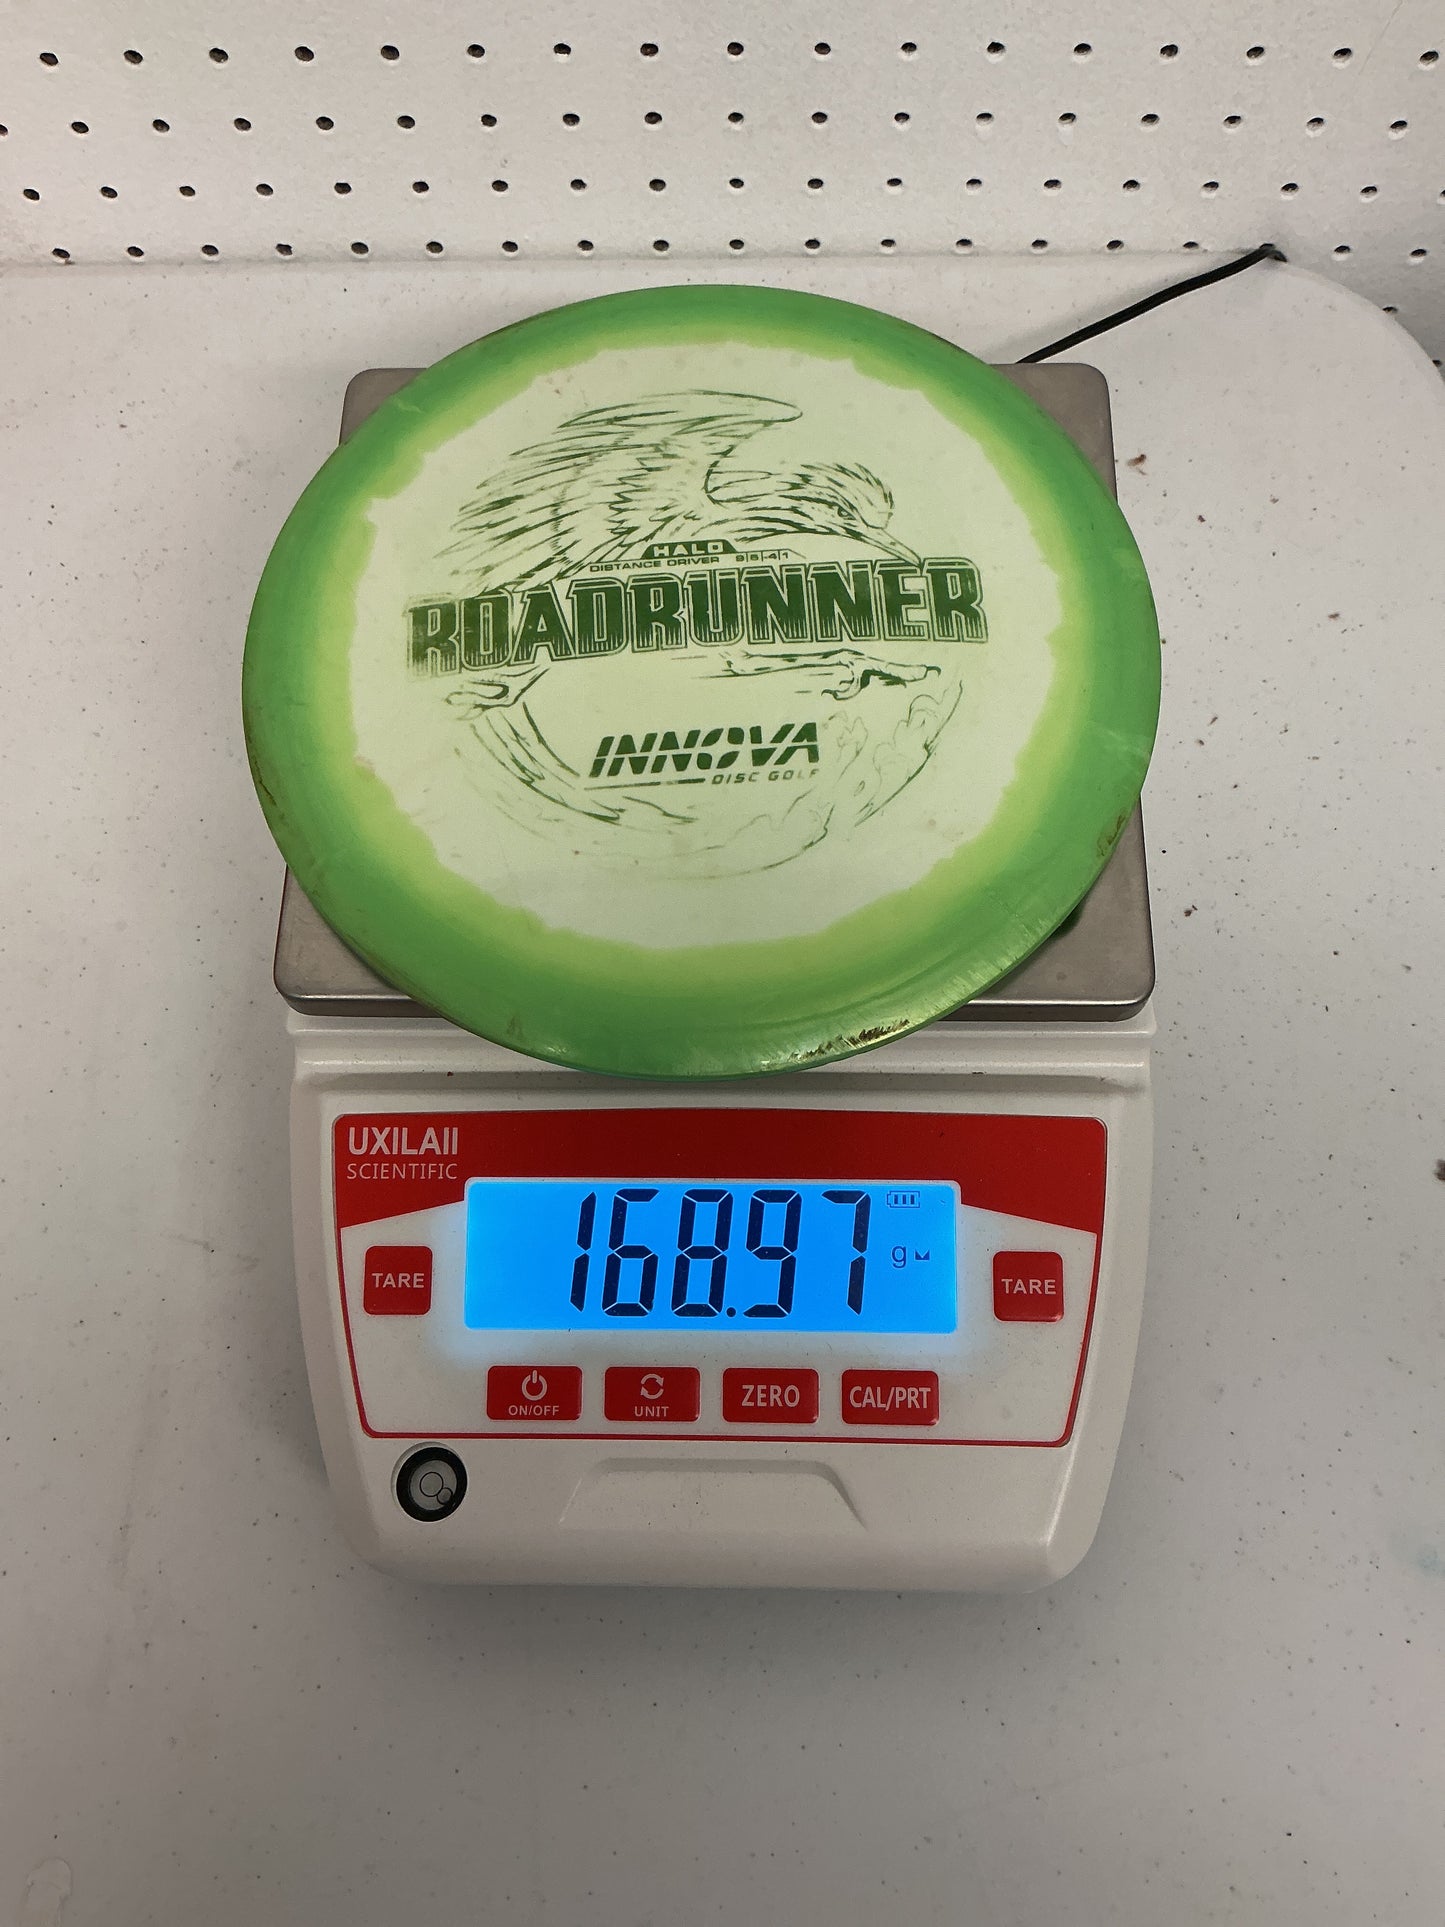 HALO
DISTANCE DRIVER 9|5|-4|1
ROADRUNNER
INNOVA
DISC GOLF
UXILAII
SCIENTIFIC
168.97 g
TARE
TARE
ON/OFF
UNIT
ZERO
CAL/PRT